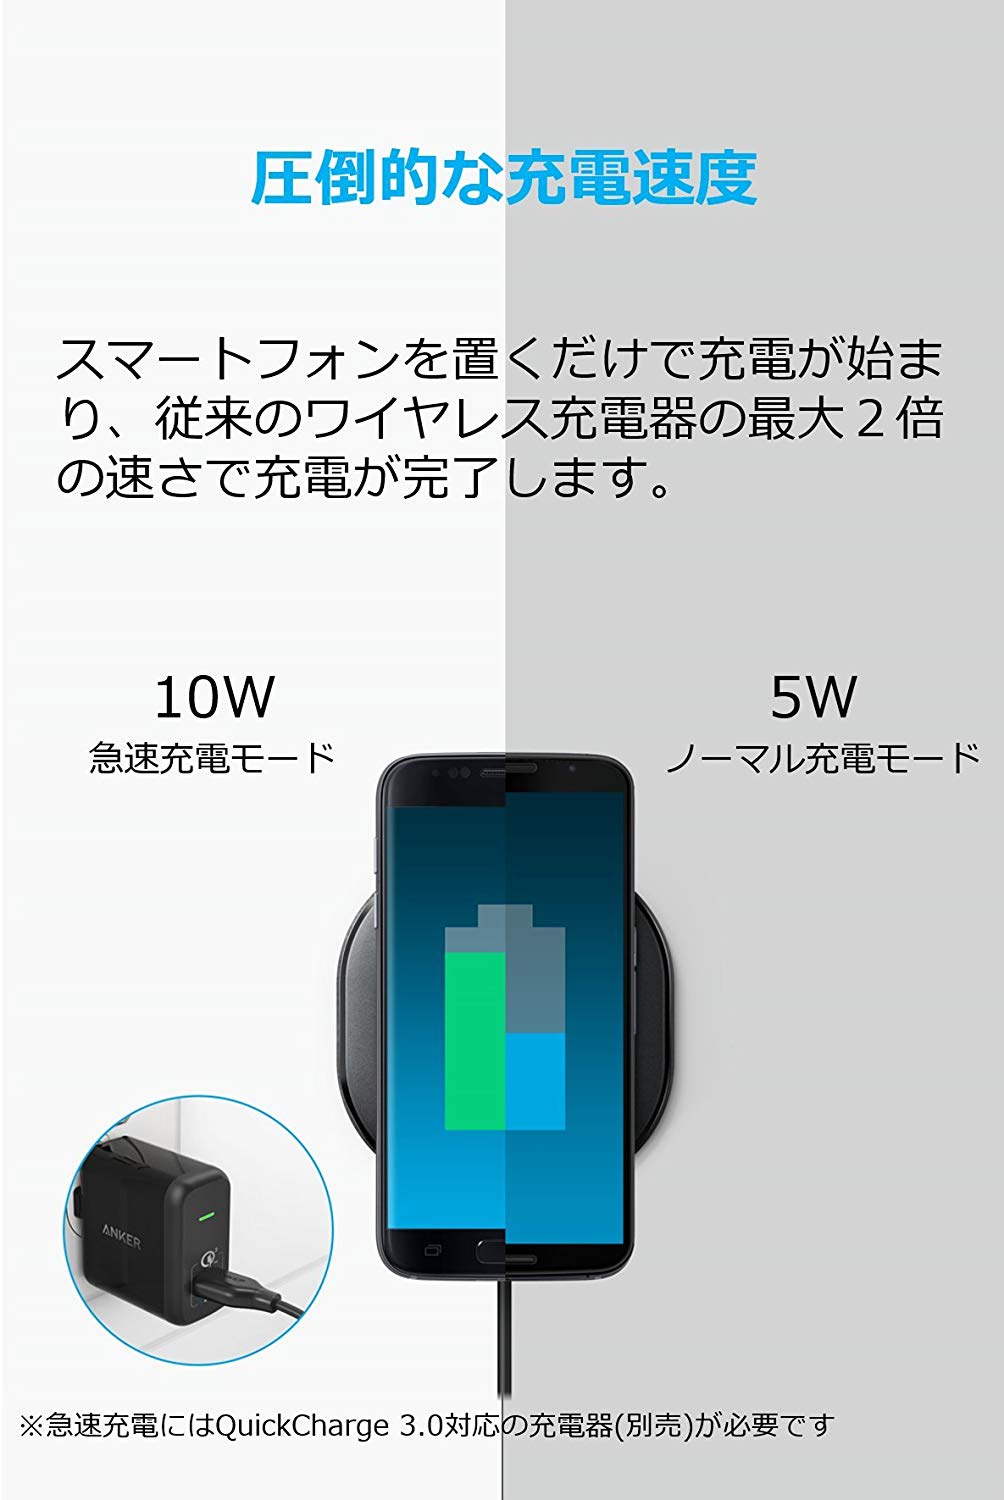 圧倒的な充電速度
スマートフォンを置くだけで充電が始ま
り、従来のワイヤレス充電器の最大２倍
の速さで充電が完了します。
10W
急速充電モード
5W
ノーマル充電モード
ANKER
※急速充電にはQuickCharge 3.0対応の充電器(別売)が必要です